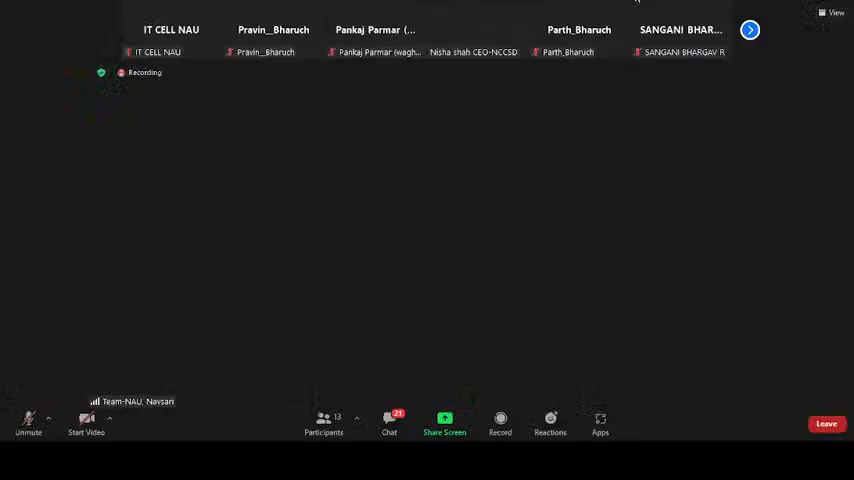 View
IT CELL NAU
Pravin__Bharuch
Pankaj Parmar (...
Parth_Bharuch
SANGANI BHAR...
IT CELL NAU
Pravin__Bharuch
Pankaj Parmar (wagh...
Nisha shah CEO-NCCSD
Parth_Bharuch
SANGANI BHARGAV R
Recording
Team-NAU, Navsari
13
21
Unmute
Start Video
Participants
Chat
Share Screen
Record
Reactions
Apps
Leave